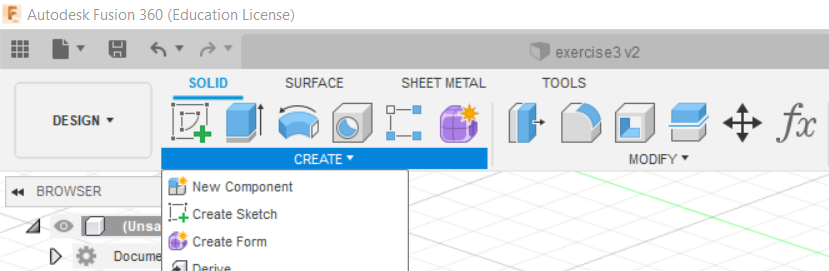 Autodesk Fusion 360 (Education License)
exercise3 v2
SOLID SURFACE SHEET METAL TOOLS
DESIGN
fx
CREATE MODIFY
BROWSER
New Component
Create Sketch
(Unsa
Create Form
Docume
Derive